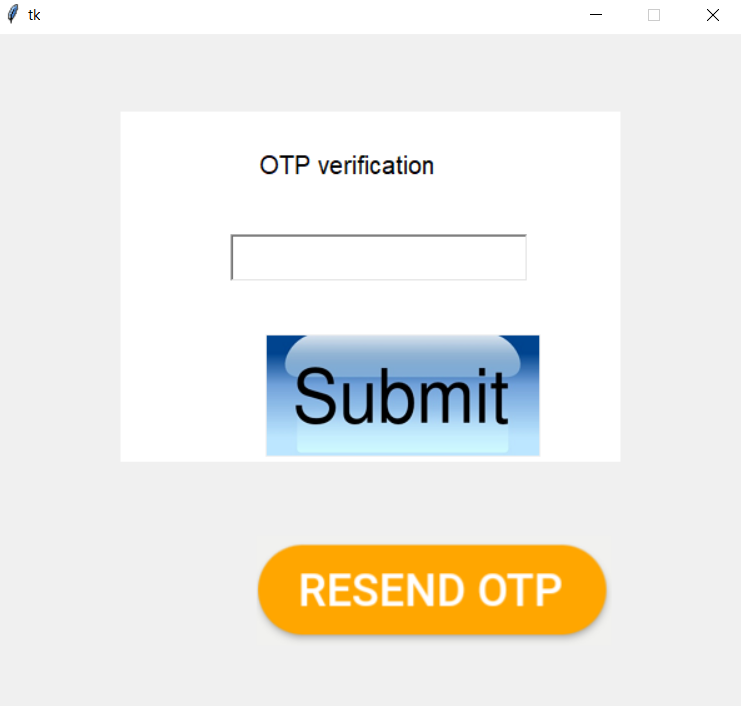 tk
OTP verification
Submit
RESEND OTP